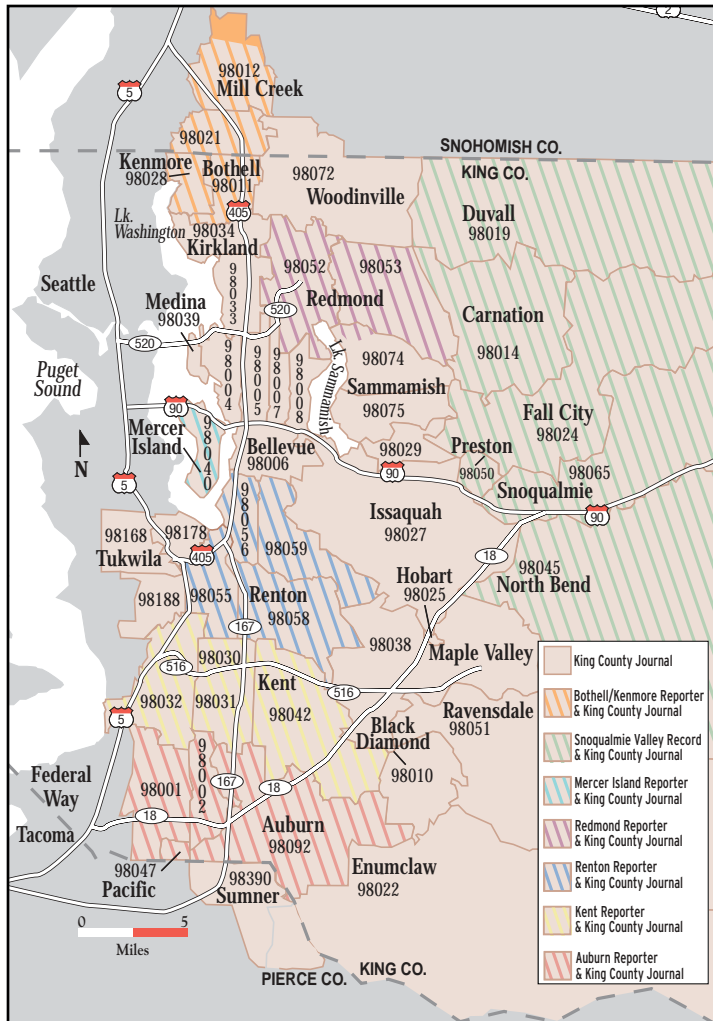 2
5
98012
Mill Creek
98021
SNOHOMISH CO.
KING CO.
Kenmore
98028
Bothell
98011
98072
Woodinville
Duvall
98019
405
Lk.
Washington
98034
Kirkland
98033
98052
98053
Redmond
Seattle
Medina
98039
520
520
Carnation
98014
98004
98005
98007
98008
Lk. Sammamish
98074
Sammamish
98075
Puget
Sound
90
Mercer
Island
98040
Fall City
98024
N
Bellevue
98006
98029
Preston
98050
98065
Snoqualmie
90
90
5
98056
Issaquah
98027
98168
98178
Tukwila
405
98059
18
98045
North Bend
Hobart
98025
98188
98055
Renton
98058
167
98038
Maple Valley
516
98030
Kent
516
98032
98031
98042
Ravensdale
98051
Black
Diamond
98010
5
Federal
Way
98001
98002
167
18
18
Tacoma
Auburn
98092
98047
Pacific
98390
Sumner
Enumclaw
98022
0
5
Miles
PIERCE CO.
KING CO.
King County Journal
Bothell/Kenmore Reporter
& King County Journal
Snoqualmie Valley Record
& King County Journal
Mercer Island Reporter
& King County Journal
Redmond Reporter
& King County Journal
Renton Reporter
& King County Journal
Kent Reporter
& King County Journal
Auburn Reporter
& King County Journal